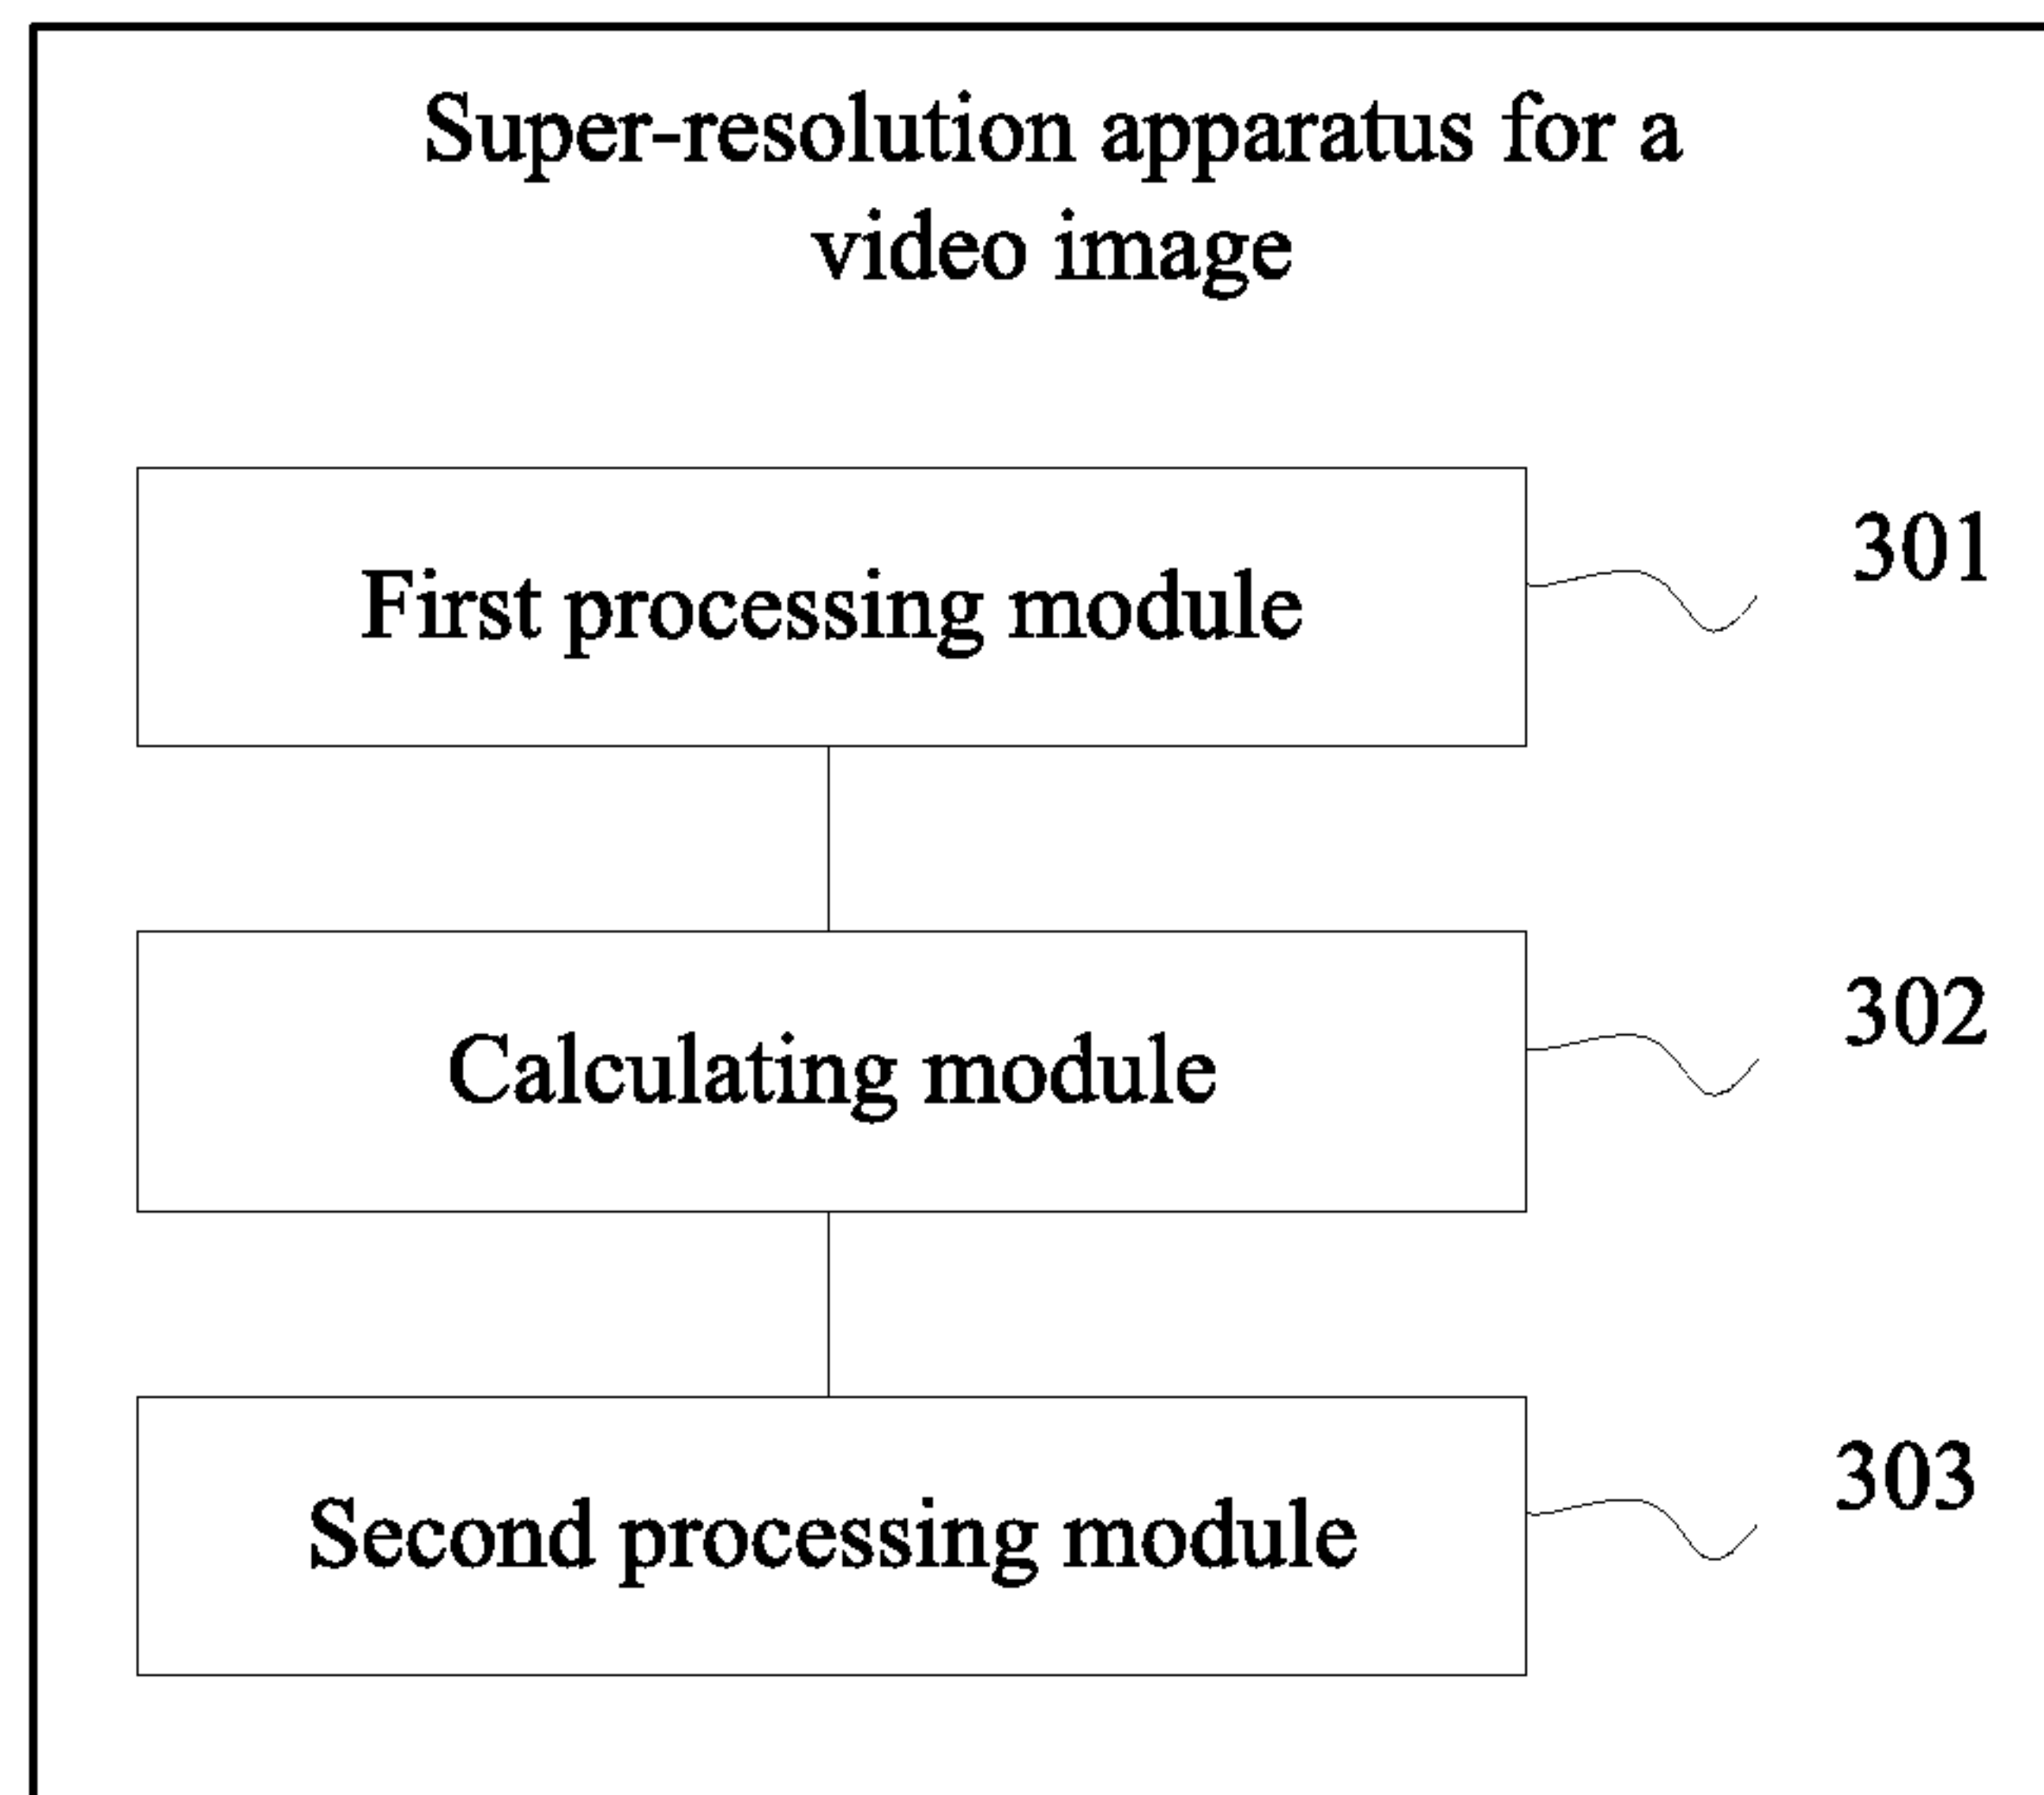 Super-resolution apparatus for a
video image
First processing module
301
Calculating module
302
Second processing module
303